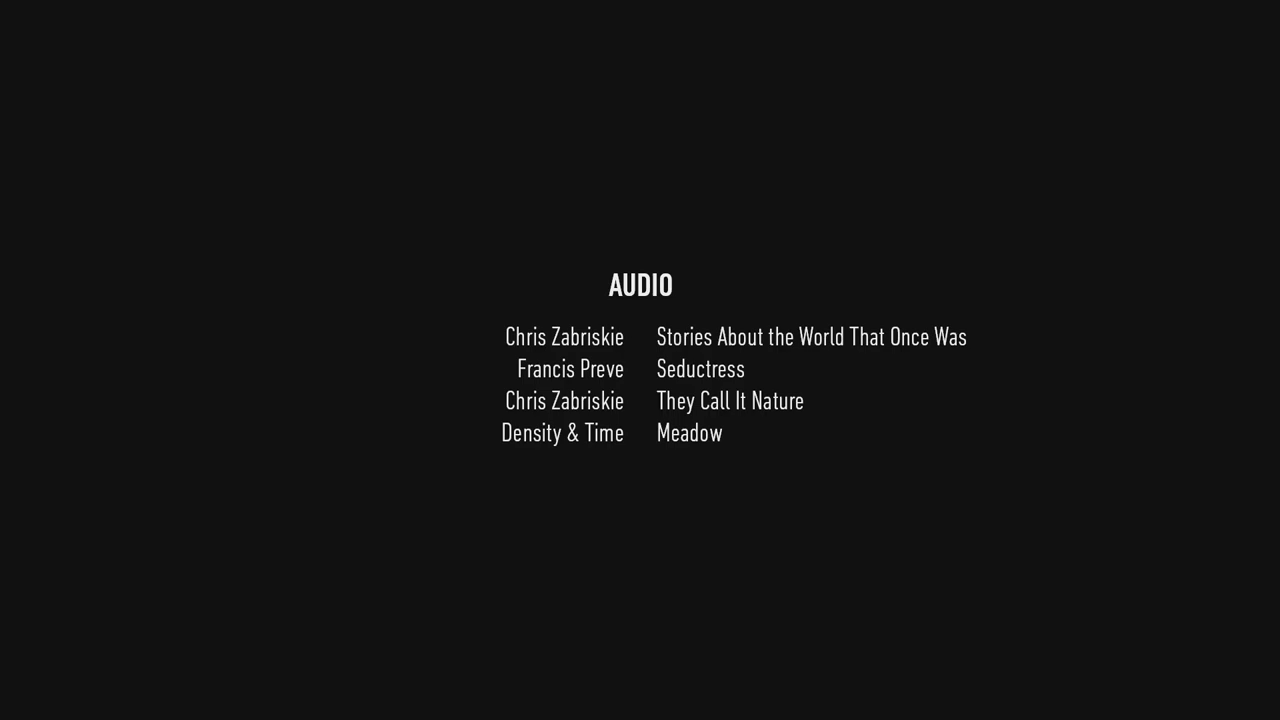 AUDIO
Chris Zabriskie Stories About the World That Once Was
Francis Preve Seductress
Chris Zabriskie They Call It Nature
Density & Time Meadow